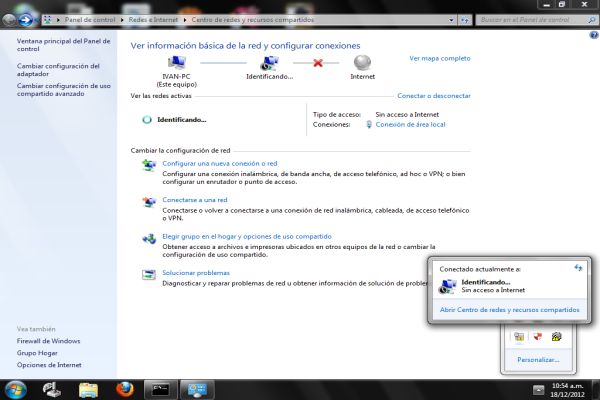 Panel de control ▸ Redes e Internet ▸ Centro de redes y recursos compartidos
Buscar en el Panel de control
Ventana principal del Panel de
control
Cambiar configuración del
adaptador
Cambiar configuración de uso
compartido avanzado
Ver información básica de la red y configurar conexiones
Ver mapa completo
IVAN-PC
(Este equipo)
Identificando...
Internet
Ver las redes activas
Conectar o desconectar
Identificando...
Tipo de acceso: Sin acceso a Internet
Conexiones: Conexión de área local
Cambiar la configuración de red
Configurar una nueva conexión o red
Configurar una conexión inalámbrica, de banda ancha, de acceso telefónico, ad hoc o VPN; o bien
configurar un enrutador o punto de acceso.
Conectarse a una red
Conectarse o volver a conectarse a una conexión de red inalámbrica, cableada, de acceso telefónico
o VPN.
Elegir grupo en el hogar y opciones de uso compartido
Obtener acceso a archivos e impresoras ubicados en otros equipos de la red o cambiar la
configuración de uso compartido.
Solucionar problemas
Diagnosticar y reparar problemas de red u obtener información de solución de
Conectado actualmente a:
Identificando...
Sin acceso a Internet
Abrir Centro de redes y recursos compartidos
Personalizar...
Vea también
Firewall de Windows
Grupo Hogar
Opciones de Internet
10:54 a.m.
18/12/2012